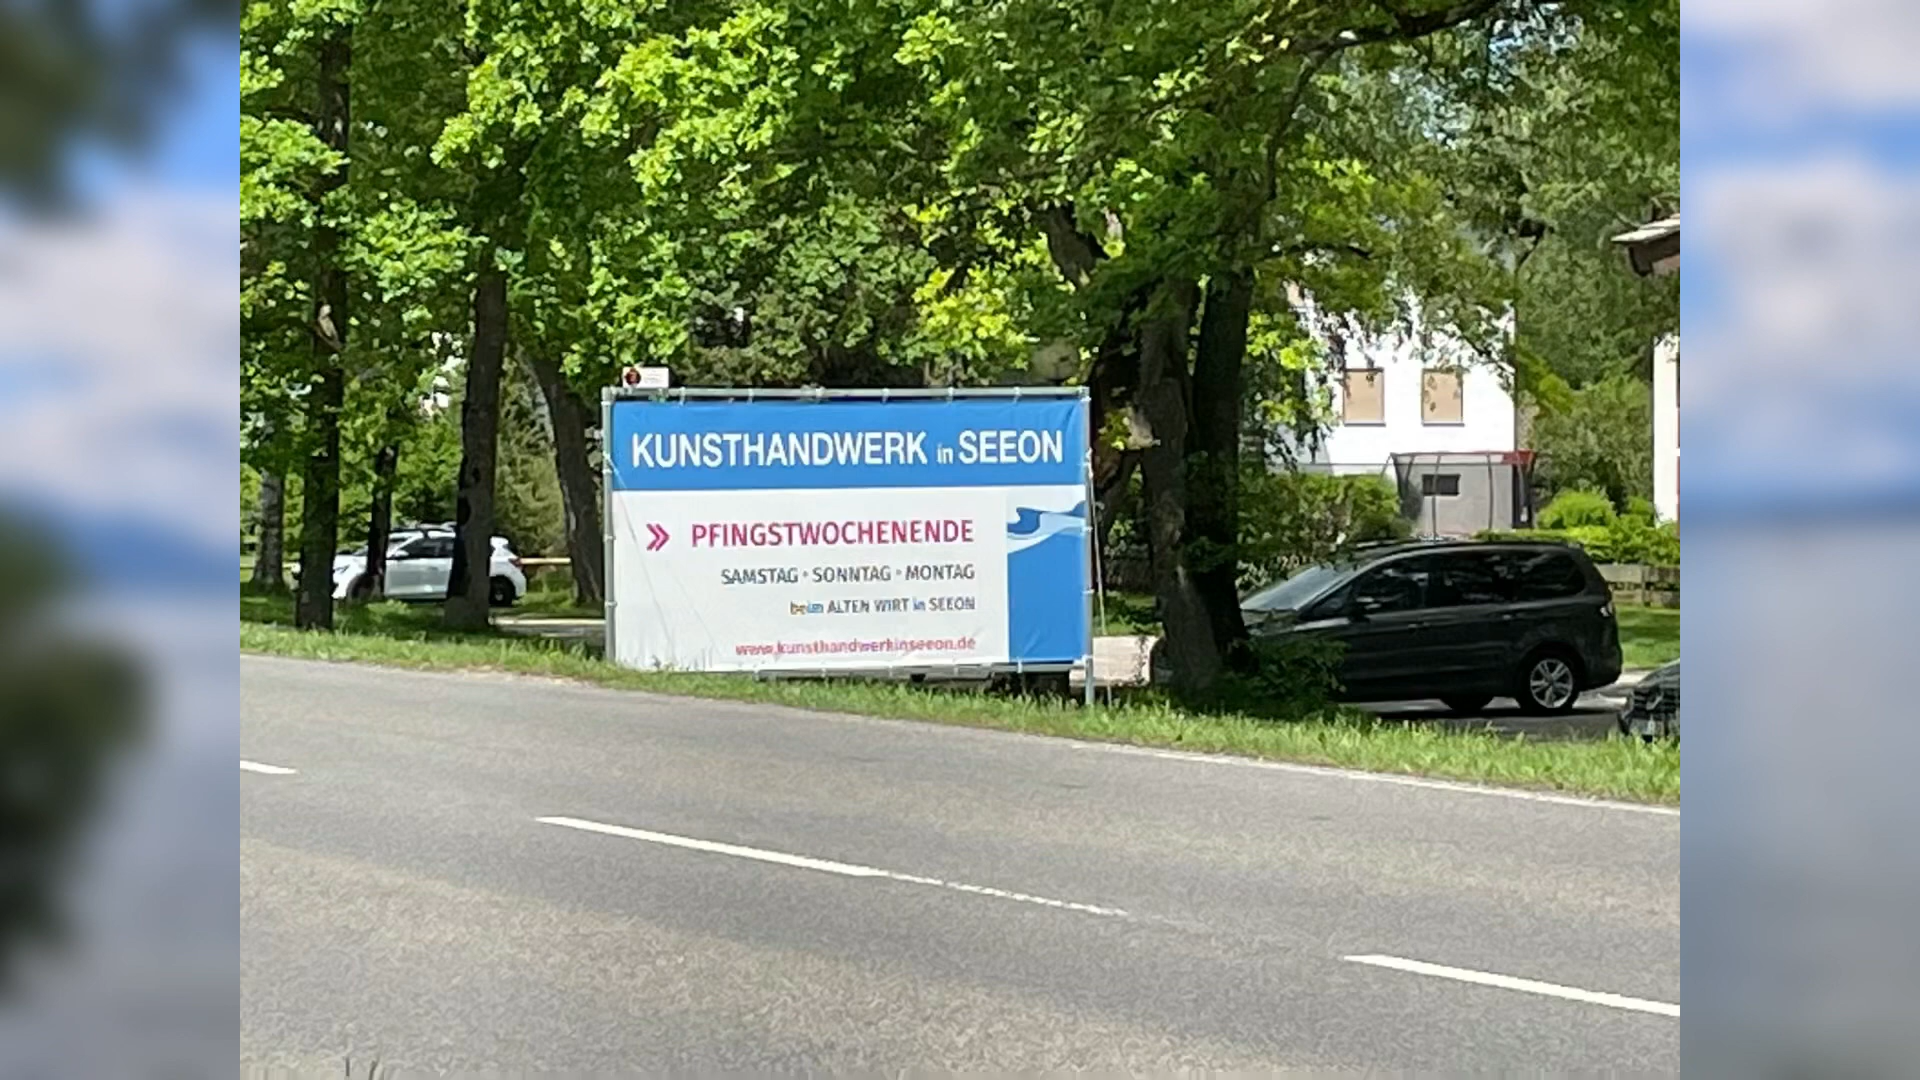 KUNSTHANDWERK in SEEON
» PFINGSTWOCHENENDE
SAMSTAG • SONNTAG • MONTAG
beim ALTEN WIRT in SEEON
www.kunsthandwerkinseeon.de